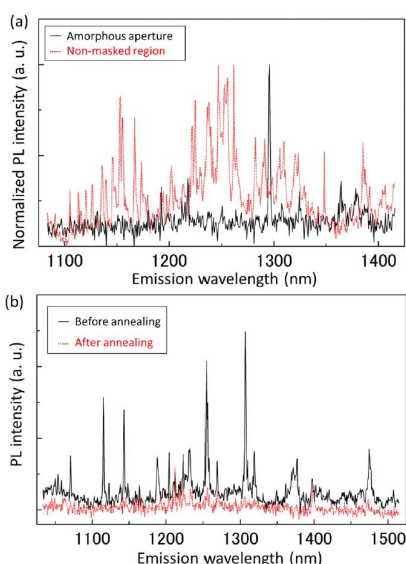 (a)
Amorphous aperture
Non-masked region
Normalized PL intensity (a. u.)
1100 1200 1300 1400
Emission wavelength (nm)
(b)
Before annealing
After annealing
PL intensity (a. u.)
1100 1200 1300 1400 1500
Emission wavelength (nm)